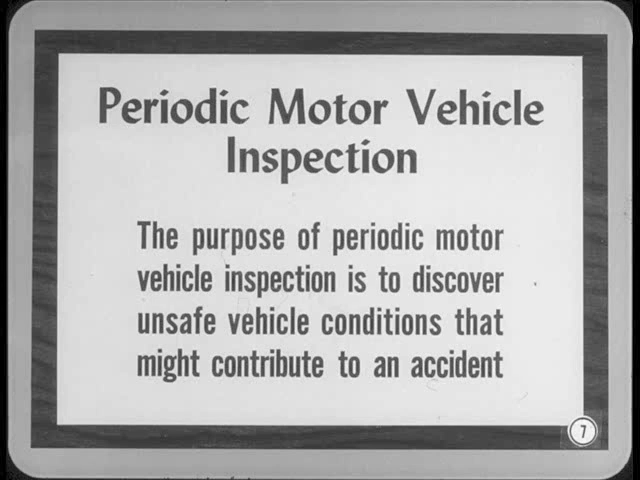 Periodic Motor Vehicle
Inspection
The purpose of periodic motor
vehicle inspection is to discover
unsafe vehicle conditions that
might contribute to an accident
7